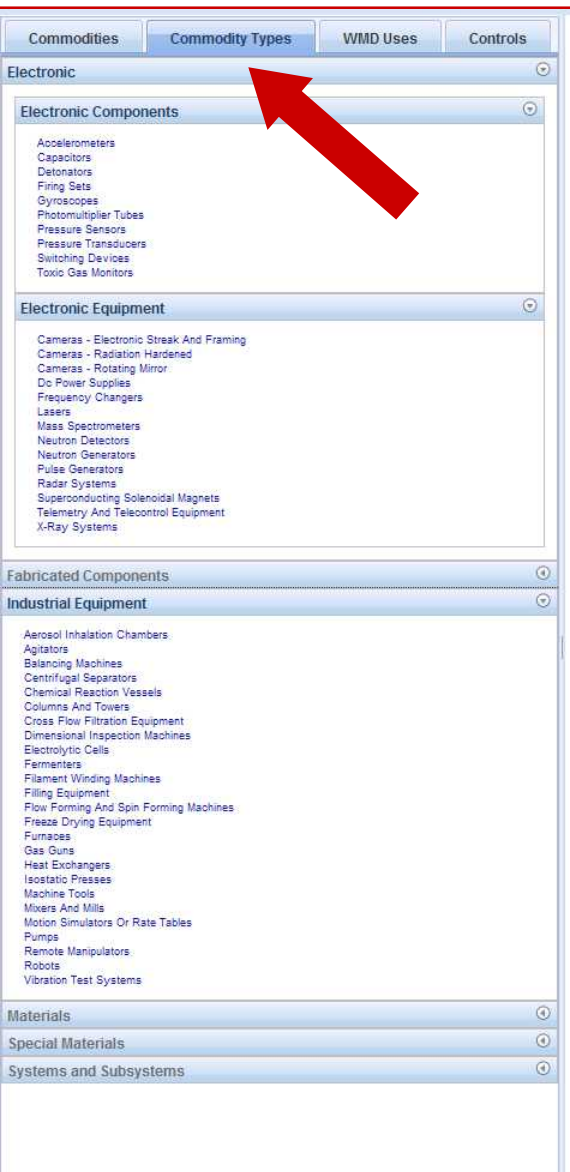 Commodities Commodity Types WMD Uses Controls
Electronic
Electronic Components
Accelerometers
Capacitors
Detonators
Firing Sets
Gyroscopes
Photomultiplier Tubes
Pressure Sensors
Pressure Transducers
Switching Devices
Toxic Gas Monitors
Electronic Equipment
Cameras - Electronic Streak And Framing
Cameras - Radiation Hardened
Cameras - Rotating Mirror
Dc Power Supplies
Frequency Changers
Lasers
Mass Spectrometers
Neutron Detectors
Neutron Generators
Pulse Generators
Radar Systems
Superconducting Solenoidal Magnets
Telemetry And Telecontrol Equipment
X-Ray Systems
Fabricated Components
Industrial Equipment
Aerosol Inhalation Chambers
Agitators
Balancing Machines
Centrifugal Separators
Chemical Reaction Vessels
Columns And Towers
Cross Flow Filtration Equipment
Dimensional Inspection Machines
Electrolytic Cells
Fermenters
Filament Winding Machines
Filling Equipment
Flow Forming And Spin Forming Machines
Freeze Drying Equipment
Furnaces
Gas Guns
Heat Exchangers
Isostatic Presses
Machine Tools
Mixers And Mills
Motion Simulators Or Rate Tables
Pumps
Remote Manipulators
Robots
Vibration Test Systems
Materials
Special Materials
Systems and Subsystems